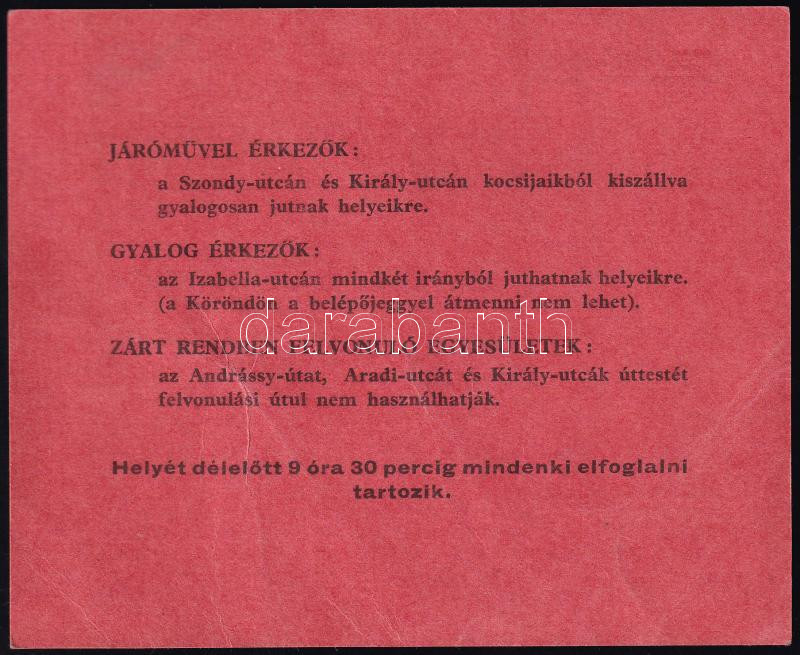 JÁRÓMŰVEL ÉRKEZŐK:
a Szondy-utcán és Király-utcán kocsijaikból kiszállva
gyalogosan jutnak helyeikre.
GYALOG ÉRKEZŐK:
az Izabella-utcán mindkét irányból juthatnak helyeikre.
(a Köröndön a belépőjeggyel átmenni nem lehet).
darabanth
ZÁRT RENDBEN FELVONULÓ EGYESÜLETEK:
az Andrássy-útat, Aradi-utcát és Király-utcák úttestét
felvonulási útul nem használhatják.
Helyét délelőtt 9 óra 30 percig mindenki elfoglalni
tartozik.